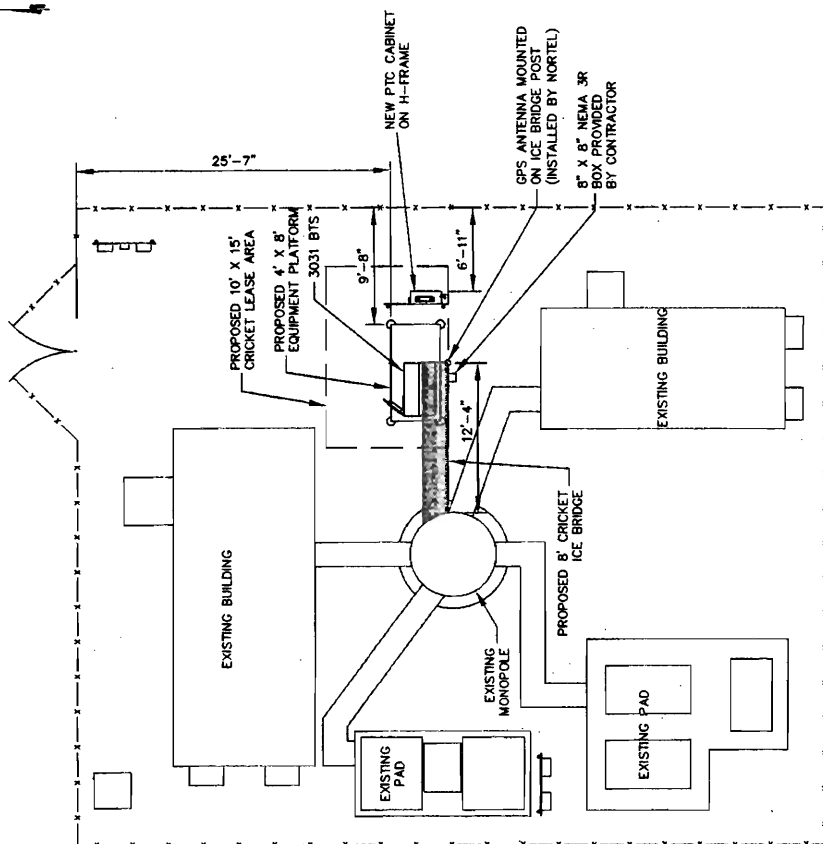 25'-7"
NEW PTC CABINET
ON H-FRAME
GPS ANTENNA MOUNTED
ON ICE BRIDGE POST
(INSTALLED BY NORTEL)
8" X 8" NEMA 3R
BOX PROVIDED
BY CONTRACTOR
PROPOSED 10' X 15'
CRICKET LEASE AREA
PROPOSED 4' X 8'
EQUIPMENT PLATFORM
3031 BTS
9'-8"
6'-11"
12'-4"
EXISTING BUILDING
EXISTING BUILDING
PROPOSED 8' CRICKET
ICE BRIDGE
EXISTING
MONOPOLE
EXISTING
PAD
EXISTING PAD